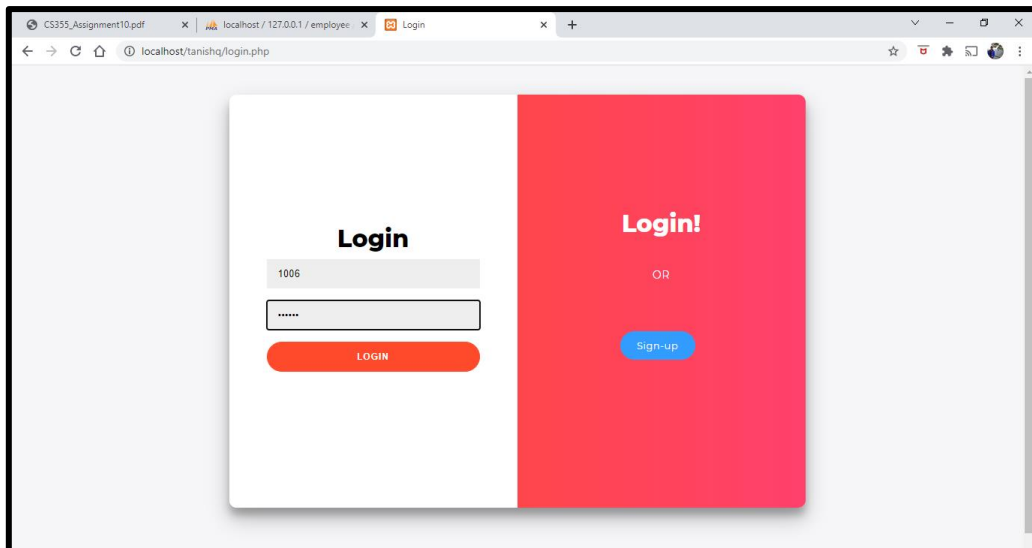 CS355_Assignment10.pdf
localhost / 127.0.0.1 / employee
Login
localhost/tanishq/login.php
Login
1006
••••••
LOGIN
Login!
OR
Sign-up